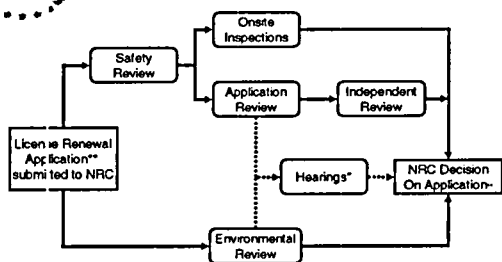 Onsite
Inspections
Safety
Review
Application
Review
Independent
Review
License Renewal
Application**
submitted to NRC
Hearings*
NRC Decision
On Application**
Environmental
Review